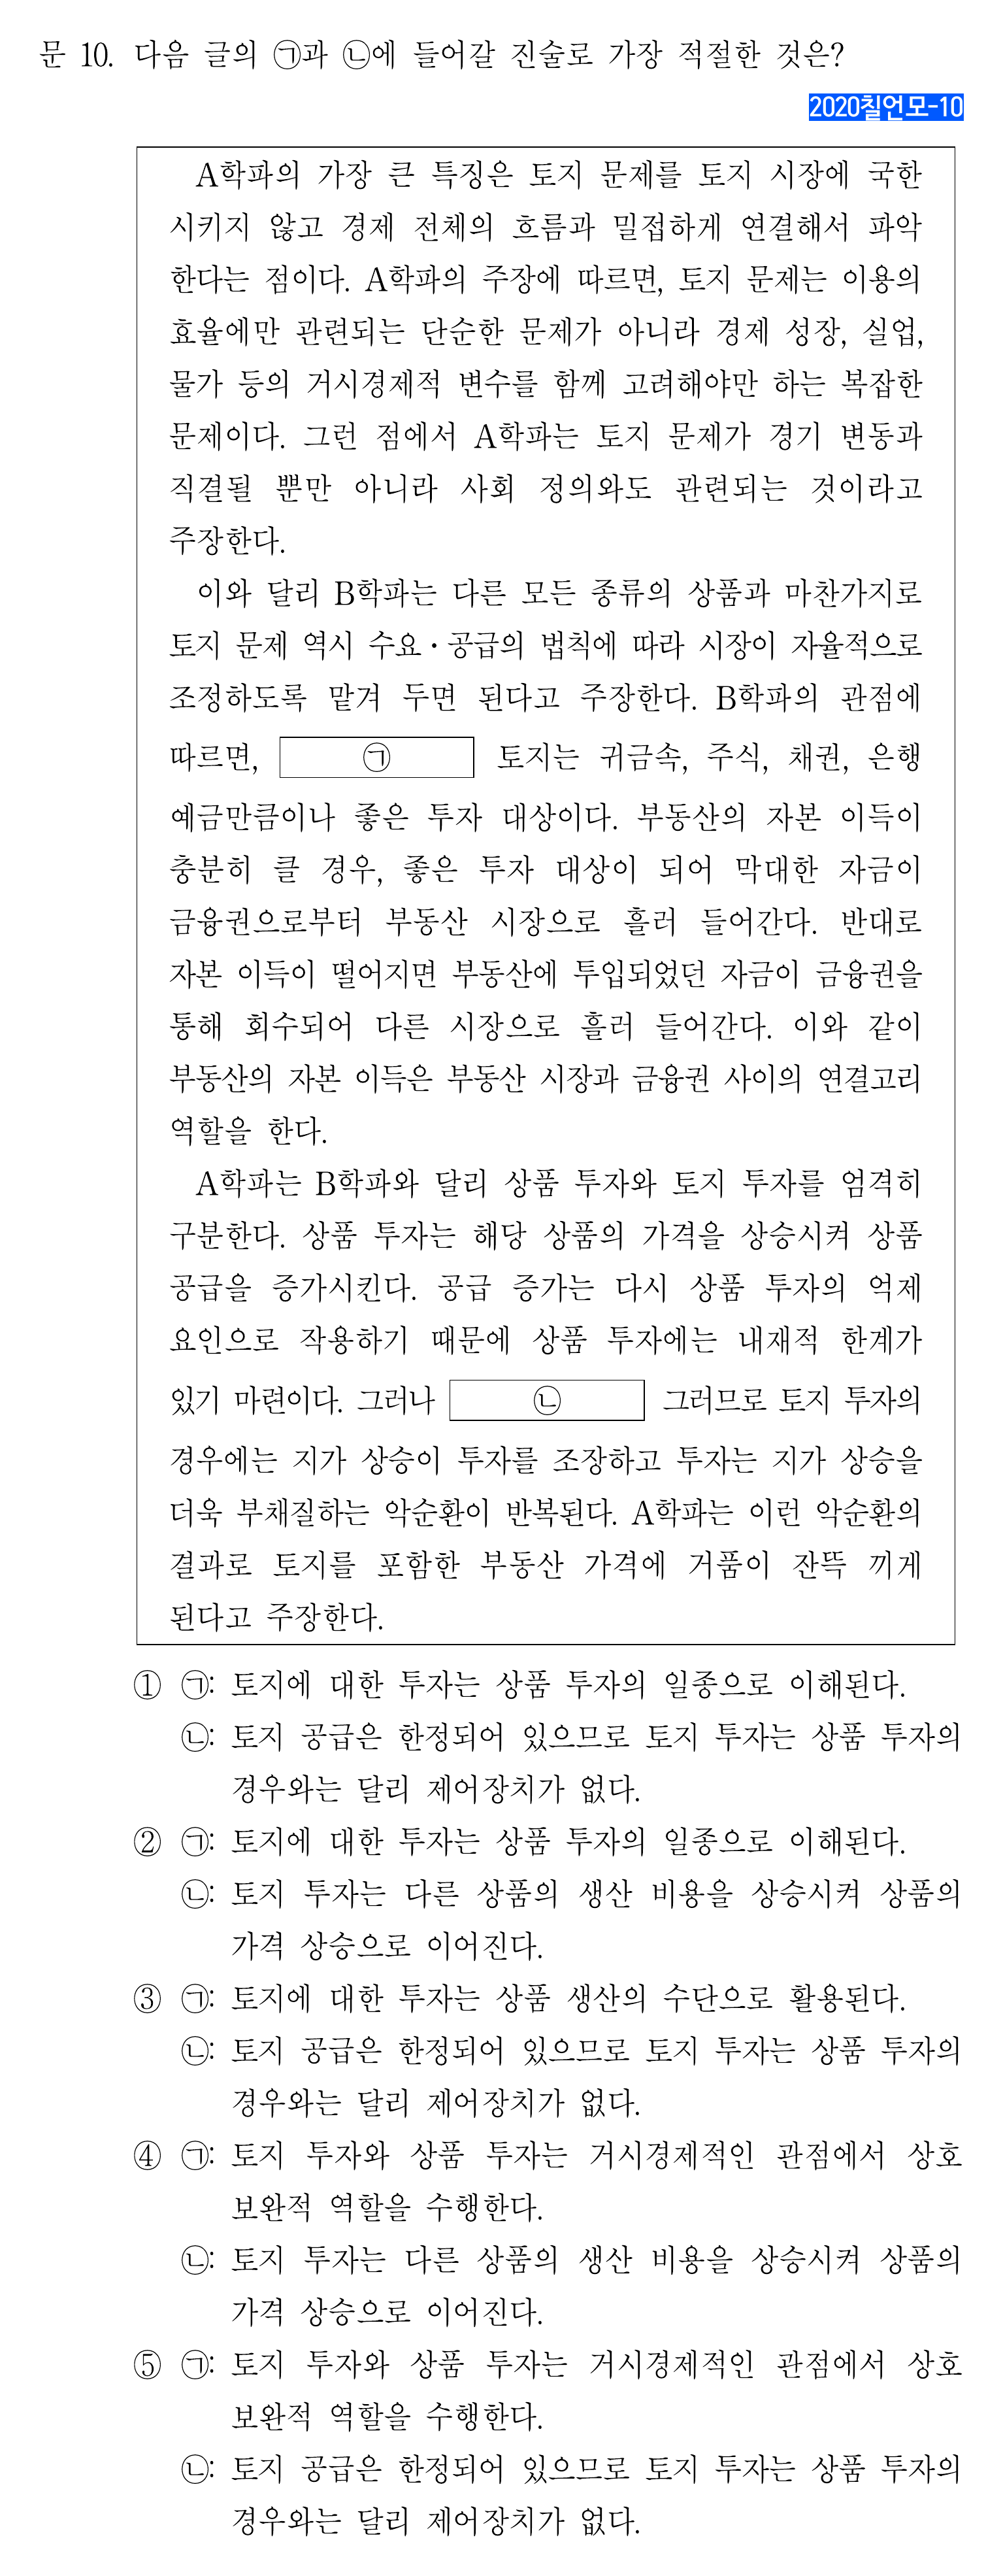 문 10. 다음 글의 ㉠과 ㉡에 들어갈 진술로 가장 적절한 것은?
2020칠언모-10
A학파의 가장 큰 특징은 토지 문제를 토지 시장에 국한
시키지 않고 경제 전체의 흐름과 밀접하게 연결해서 파악
한다는 점이다. A학파의 주장에 따르면, 토지 문제는 이용의
효율에만 관련되는 단순한 문제가 아니라 경제 성장, 실업,
물가 등의 거시경제적 변수를 함께 고려해야만 하는 복잡한
문제이다. 그런 점에서 A학파는 토지 문제가 경기 변동과
직결될 뿐만 아니라 사회 정의와도 관련되는 것이라고
주장한다.
이와 달리 B학파는 다른 모든 종류의 상품과 마찬가지로
토지 문제 역시 수요·공급의 법칙에 따라 시장이 자율적으로
조정하도록 맡겨 두면 된다고 주장한다. B학파의 관점에
따르면, ㉠ 토지는 귀금속, 주식, 채권, 은행
예금만큼이나 좋은 투자 대상이다. 부동산의 자본 이득이
충분히 클 경우, 좋은 투자 대상이 되어 막대한 자금이
금융권으로부터 부동산 시장으로 흘러 들어간다. 반대로
자본 이득이 떨어지면 부동산에 투입되었던 자금이 금융권을
통해 회수되어 다른 시장으로 흘러 들어간다. 이와 같이
부동산의 자본 이득은 부동산 시장과 금융권 사이의 연결고리
역할을 한다.
A학파는 B학파와 달리 상품 투자와 토지 투자를 엄격히
구분한다. 상품 투자는 해당 상품의 가격을 상승시켜 상품
공급을 증가시킨다. 공급 증가는 다시 상품 투자의 억제
요인으로 작용하기 때문에 상품 투자에는 내재적 한계가
있기 마련이다. 그러나 ㉡ 그러므로 토지 투자의
경우에는 지가 상승이 투자를 조장하고 투자는 지가 상승을
더욱 부채질하는 악순환이 반복된다. A학파는 이런 악순환의
결과로 토지를 포함한 부동산 가격에 거품이 잔뜩 끼게
된다고 주장한다.
① ㉠: 토지에 대한 투자는 상품 투자의 일종으로 이해된다.
㉡: 토지 공급은 한정되어 있으므로 토지 투자는 상품 투자의
경우와는 달리 제어장치가 없다.
② ㉠: 토지에 대한 투자는 상품 투자의 일종으로 이해된다.
㉡: 토지 투자는 다른 상품의 생산 비용을 상승시켜 상품의
가격 상승으로 이어진다.
③ ㉠: 토지에 대한 투자는 상품 생산의 수단으로 활용된다.
㉡: 토지 공급은 한정되어 있으므로 토지 투자는 상품 투자의
경우와는 달리 제어장치가 없다.
④ ㉠: 토지 투자와 상품 투자는 거시경제적인 관점에서 상호
보완적 역할을 수행한다.
㉡: 토지 투자는 다른 상품의 생산 비용을 상승시켜 상품의
가격 상승으로 이어진다.
⑤ ㉠: 토지 투자와 상품 투자는 거시경제적인 관점에서 상호
보완적 역할을 수행한다.
㉡: 토지 공급은 한정되어 있으므로 토지 투자는 상품 투자의
경우와는 달리 제어장치가 없다.